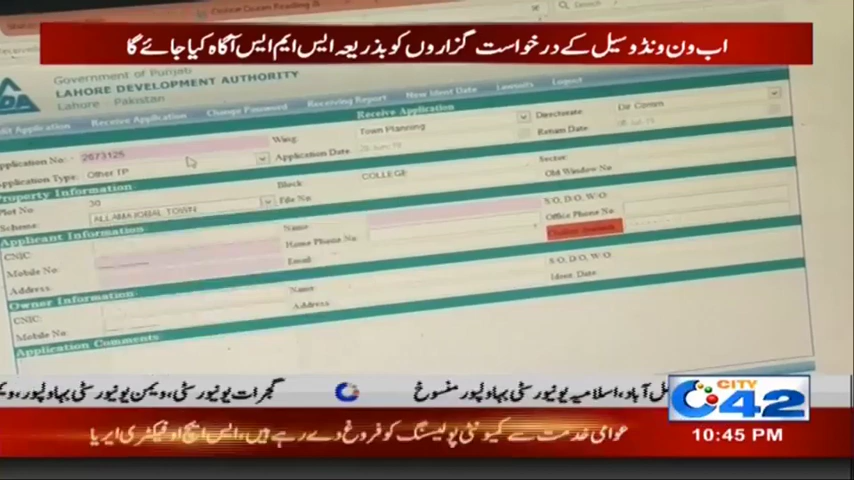 اب ون ونڈو سیل کے درخواست گزاروں کو بذریعہ ایس ایم ایس آگاہ کیا جائے گا
Government of Punjab
LAHORE DEVELOPMENT AUTHORITY
Lahore Pakistan
Application Receive Application Change Password Receiving Report New Ident Date Lawsuits Logout
Receive Application
Application No: 2673125 Wing: Town Planning Directorate: Dir Comm
Application Type: Other TP Application Date Retain Date
Property Information
Plot No 30 Block: COLLEGE Sector:
Scheme: ALLAMA IQBAL TOWN File No: Old Window No
Applicant Information
CNIC: Name: S/O, D/O, W/O:
Mobile No: Home Phone No: Office Phone No:
Address: Email:
Owner Information
CNIC: Name: S/O, D/O, W/O
Mobile No: Address Ident. Date:
Application Comments
گجرات یونیورسٹی، ویمن یونیورسٹی بہاولپور،
آباد، اسلامیہ یونیورسٹی بہاولپور منسوخ
CITY 42
عوامی خدمت سے کمیونٹی پولیسنگ کو فروغ دے رہے ہیں، ایس ایچ او فیکٹری ایریا
10:45 PM